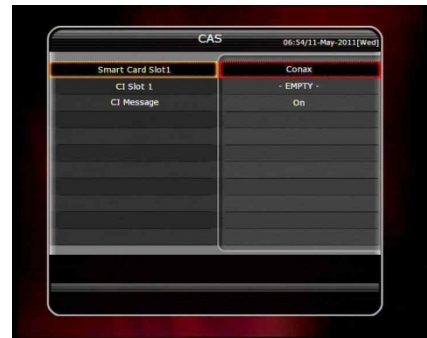 CAS 06:54/11-May-2011[Wed]
Smart Card Slot1 Conax
CI Slot 1 - EMPTY -
CI Message On